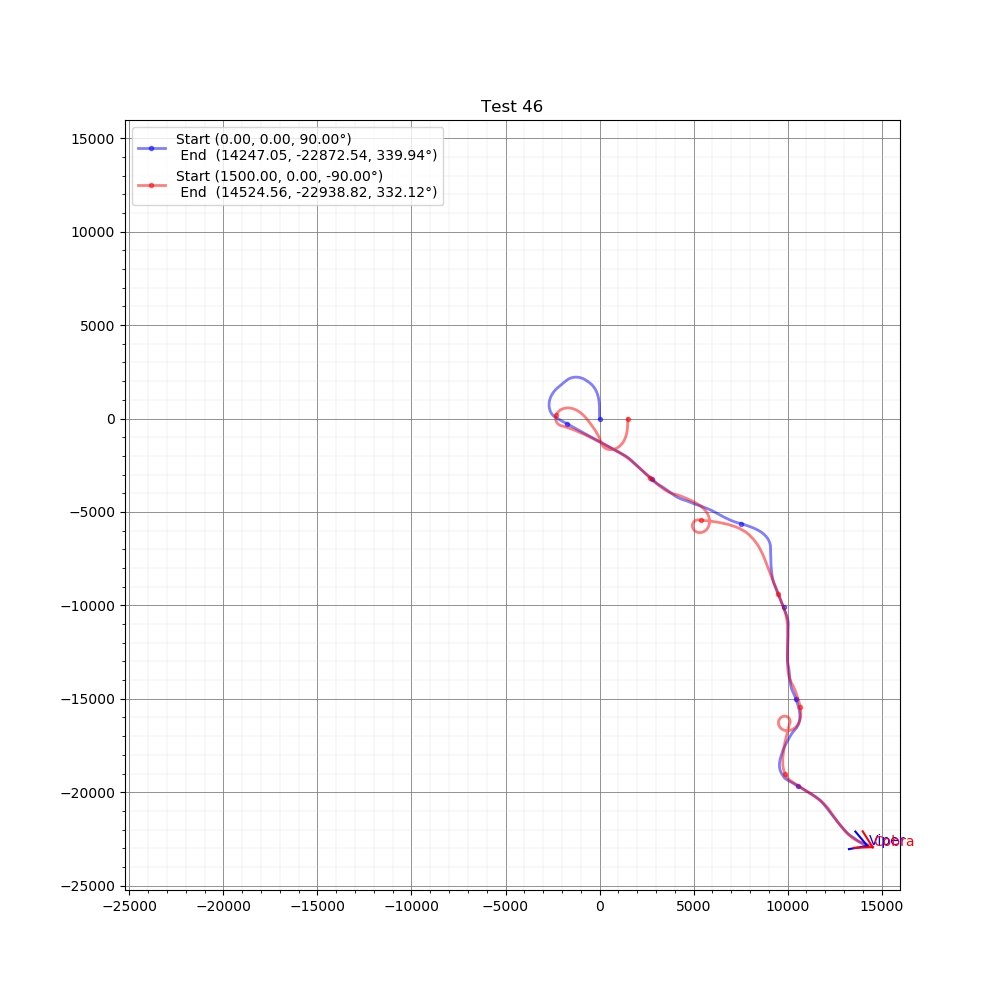 Test 46
Start (0.00, 0.00, 90.00°)
End  (14247.05, -22872.54, 339.94°)
Start (1500.00, 0.00, -90.00°)
End  (14524.56, -22938.82, 332.12°)
15000
10000
5000
0
−5000
−10000
−15000
−20000
−25000
−25000 −20000 −15000 −10000 −5000 0 5000 10000 15000